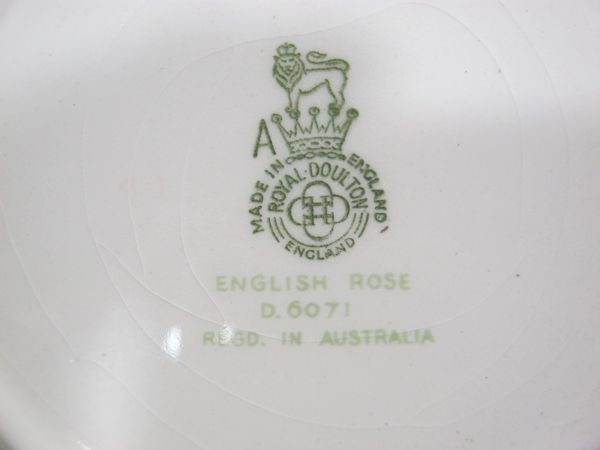 A
MADE IN ENGLAND
ROYAL·DOULTON
ENGLAND
ENGLISH ROSE
D.6071
REGD. IN AUSTRALIA